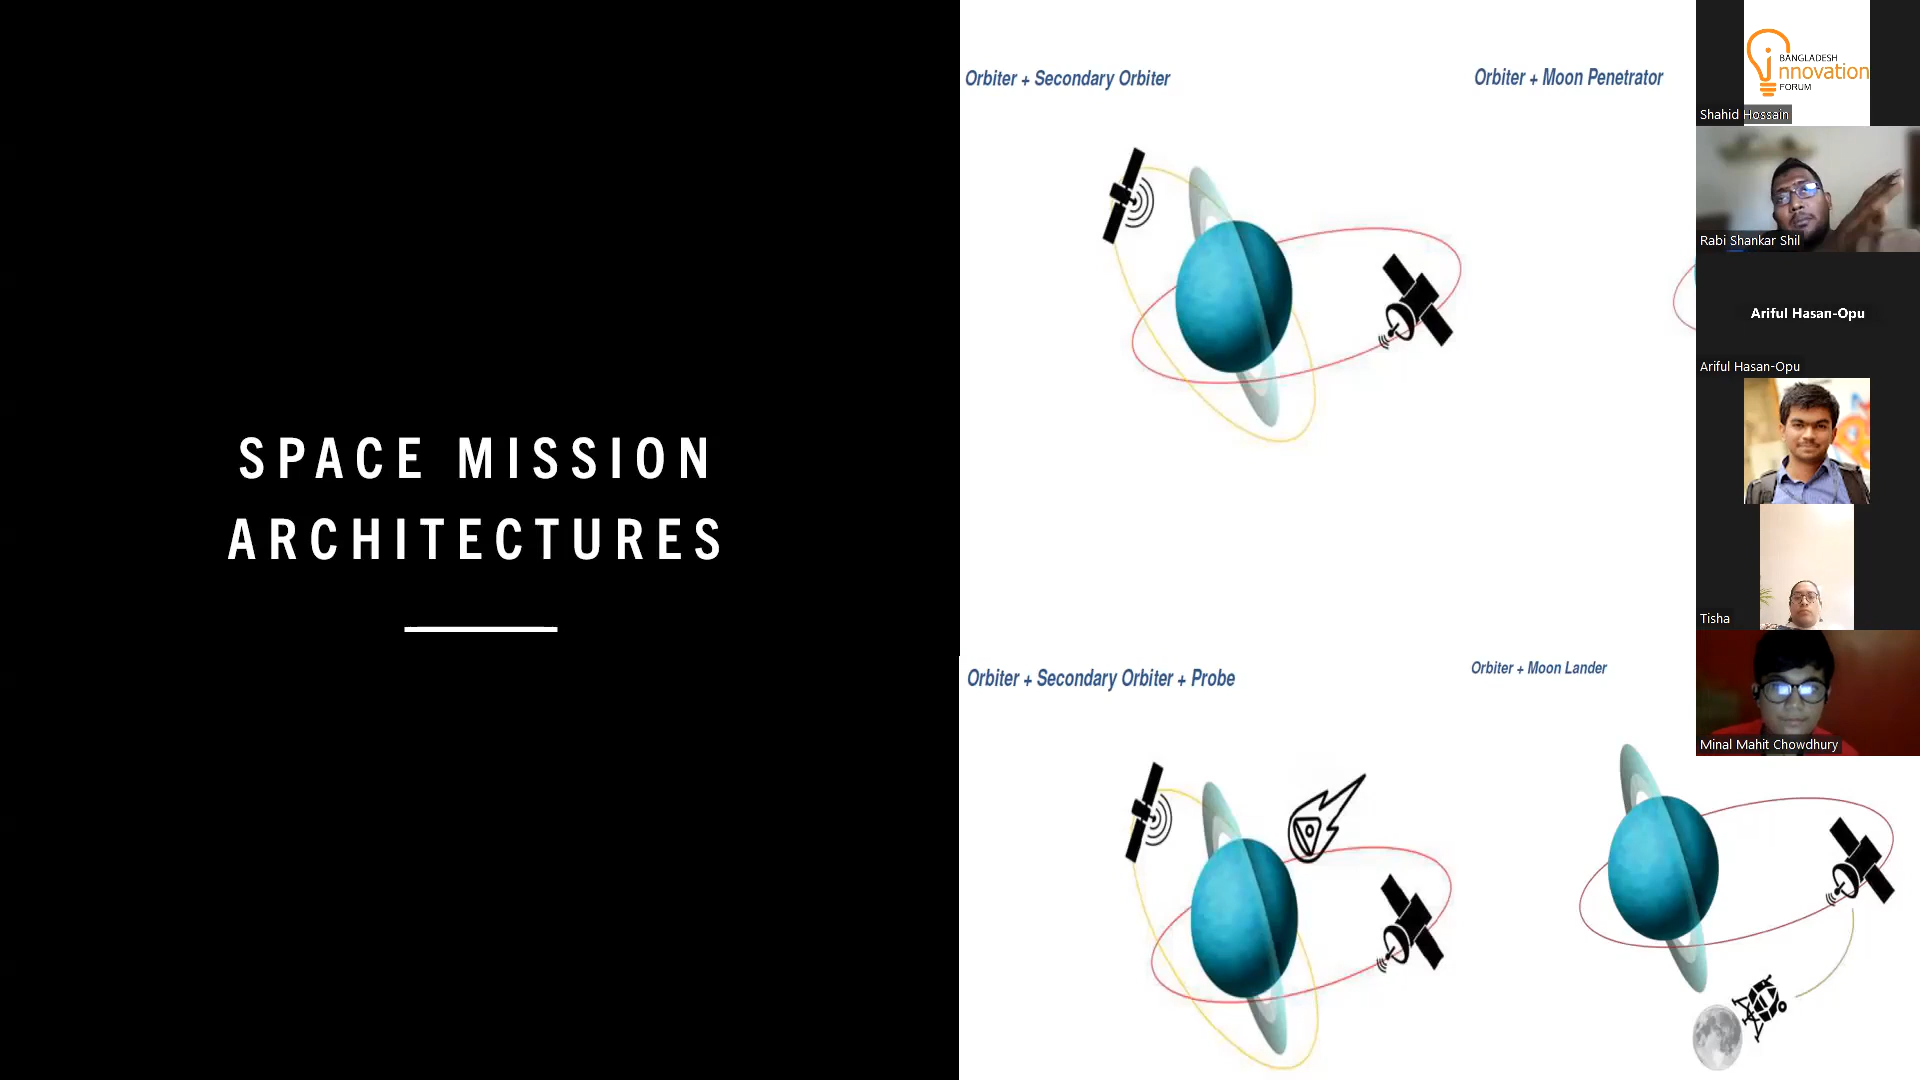 SPACE MISSION
ARCHITECTURES
Orbiter + Secondary Orbiter
Orbiter + Moon Penetrator
Orbiter + Secondary Orbiter + Probe
Orbiter + Moon Lander
BANGLADESH
innovation
FORUM
Shahid Hossain
Rabi Shankar Shil
Ariful Hasan-Opu
Ariful Hasan-Opu
Tisha
Minal Mahit Chowdhury